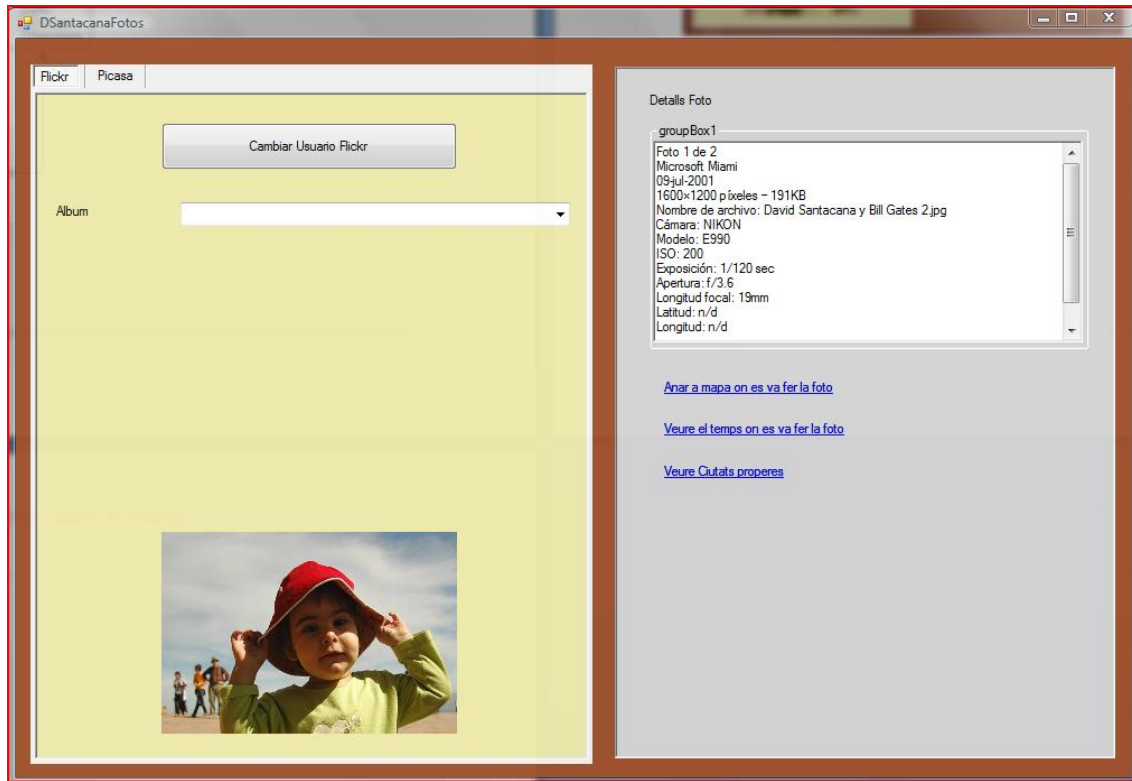 DSantacanaFotos
Flickr
Picasa
Cambiar Usuario Flickr
Album
Detalls Foto
groupBox1
Foto 1 de 2
Microsoft Miami
09-jul-2001
1600×1200 píxeles – 191KB
Nombre de archivo: David Santacana y Bill Gates 2.jpg
Cámara: NIKON
Modelo: E990
ISO: 200
Exposición: 1/120 sec
Apertura: f/3.6
Longitud focal: 19mm
Latitud: n/d
Longitud: n/d
Anar a mapa on es va fer la foto
Veure el temps on es va fer la foto
Veure Ciutats properes